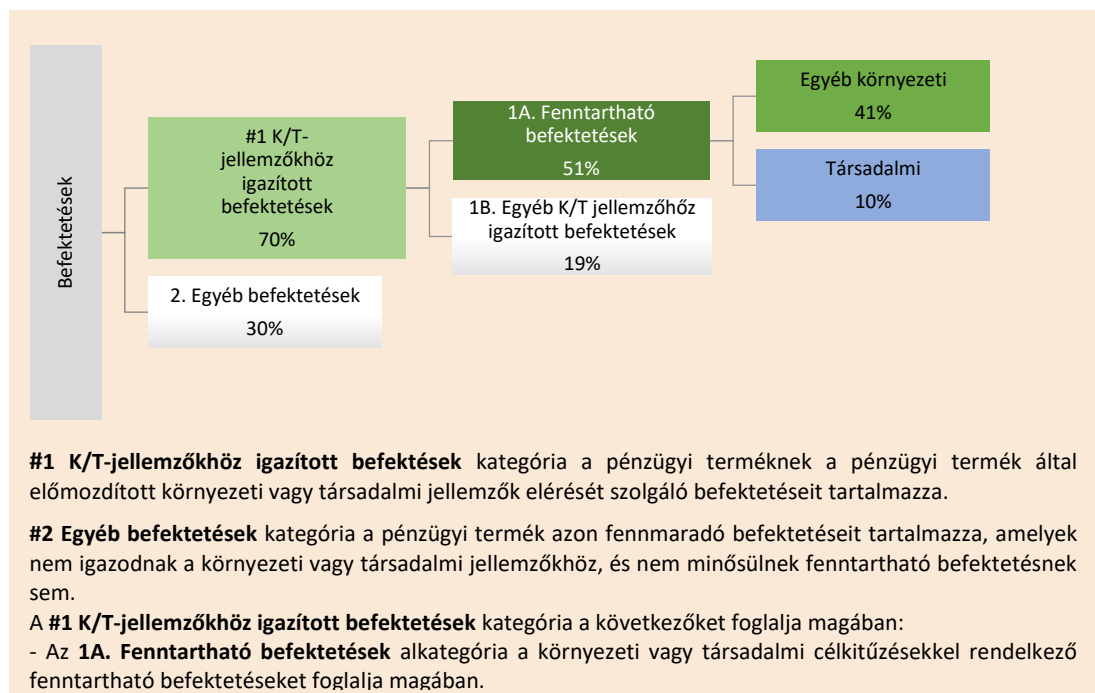 Befektetések
#1 K/T-
jellemzőkhöz
igazított
befektetések
70%
2. Egyéb befektetések
30%
1A. Fenntartható
befektetések
51%
1B. Egyéb K/T jellemzőhőz
igazított befektetések
19%
Egyéb környezeti
41%
Társadalmi
10%
#1 K/T-jellemzőkhöz igazított befektések kategória a pénzügyi terméknek a pénzügyi termék által
előmozdított környezeti vagy társadalmi jellemzők elérését szolgáló befektetéseit tartalmazza.
#2 Egyéb befektetések kategória a pénzügyi termék azon fennmaradó befektetéseit tartalmazza, amelyek
nem igazodnak a környezeti vagy társadalmi jellemzőkhöz, és nem minősülnek fenntartható befektetésnek
sem.
A #1 K/T-jellemzőkhöz igazított befektetések kategória a következőket foglalja magában:
- Az 1A. Fenntartható befektetések alkategória a környezeti vagy társadalmi célkitűzésekkel rendelkező
fenntartható befektetéseket foglalja magában.